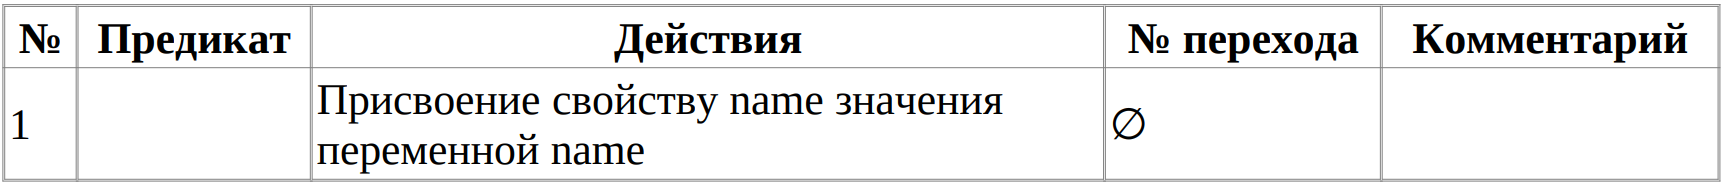 № Предикат Действия № перехода Комментарий
Присвоение свойству name значения
1 ∅
переменной name